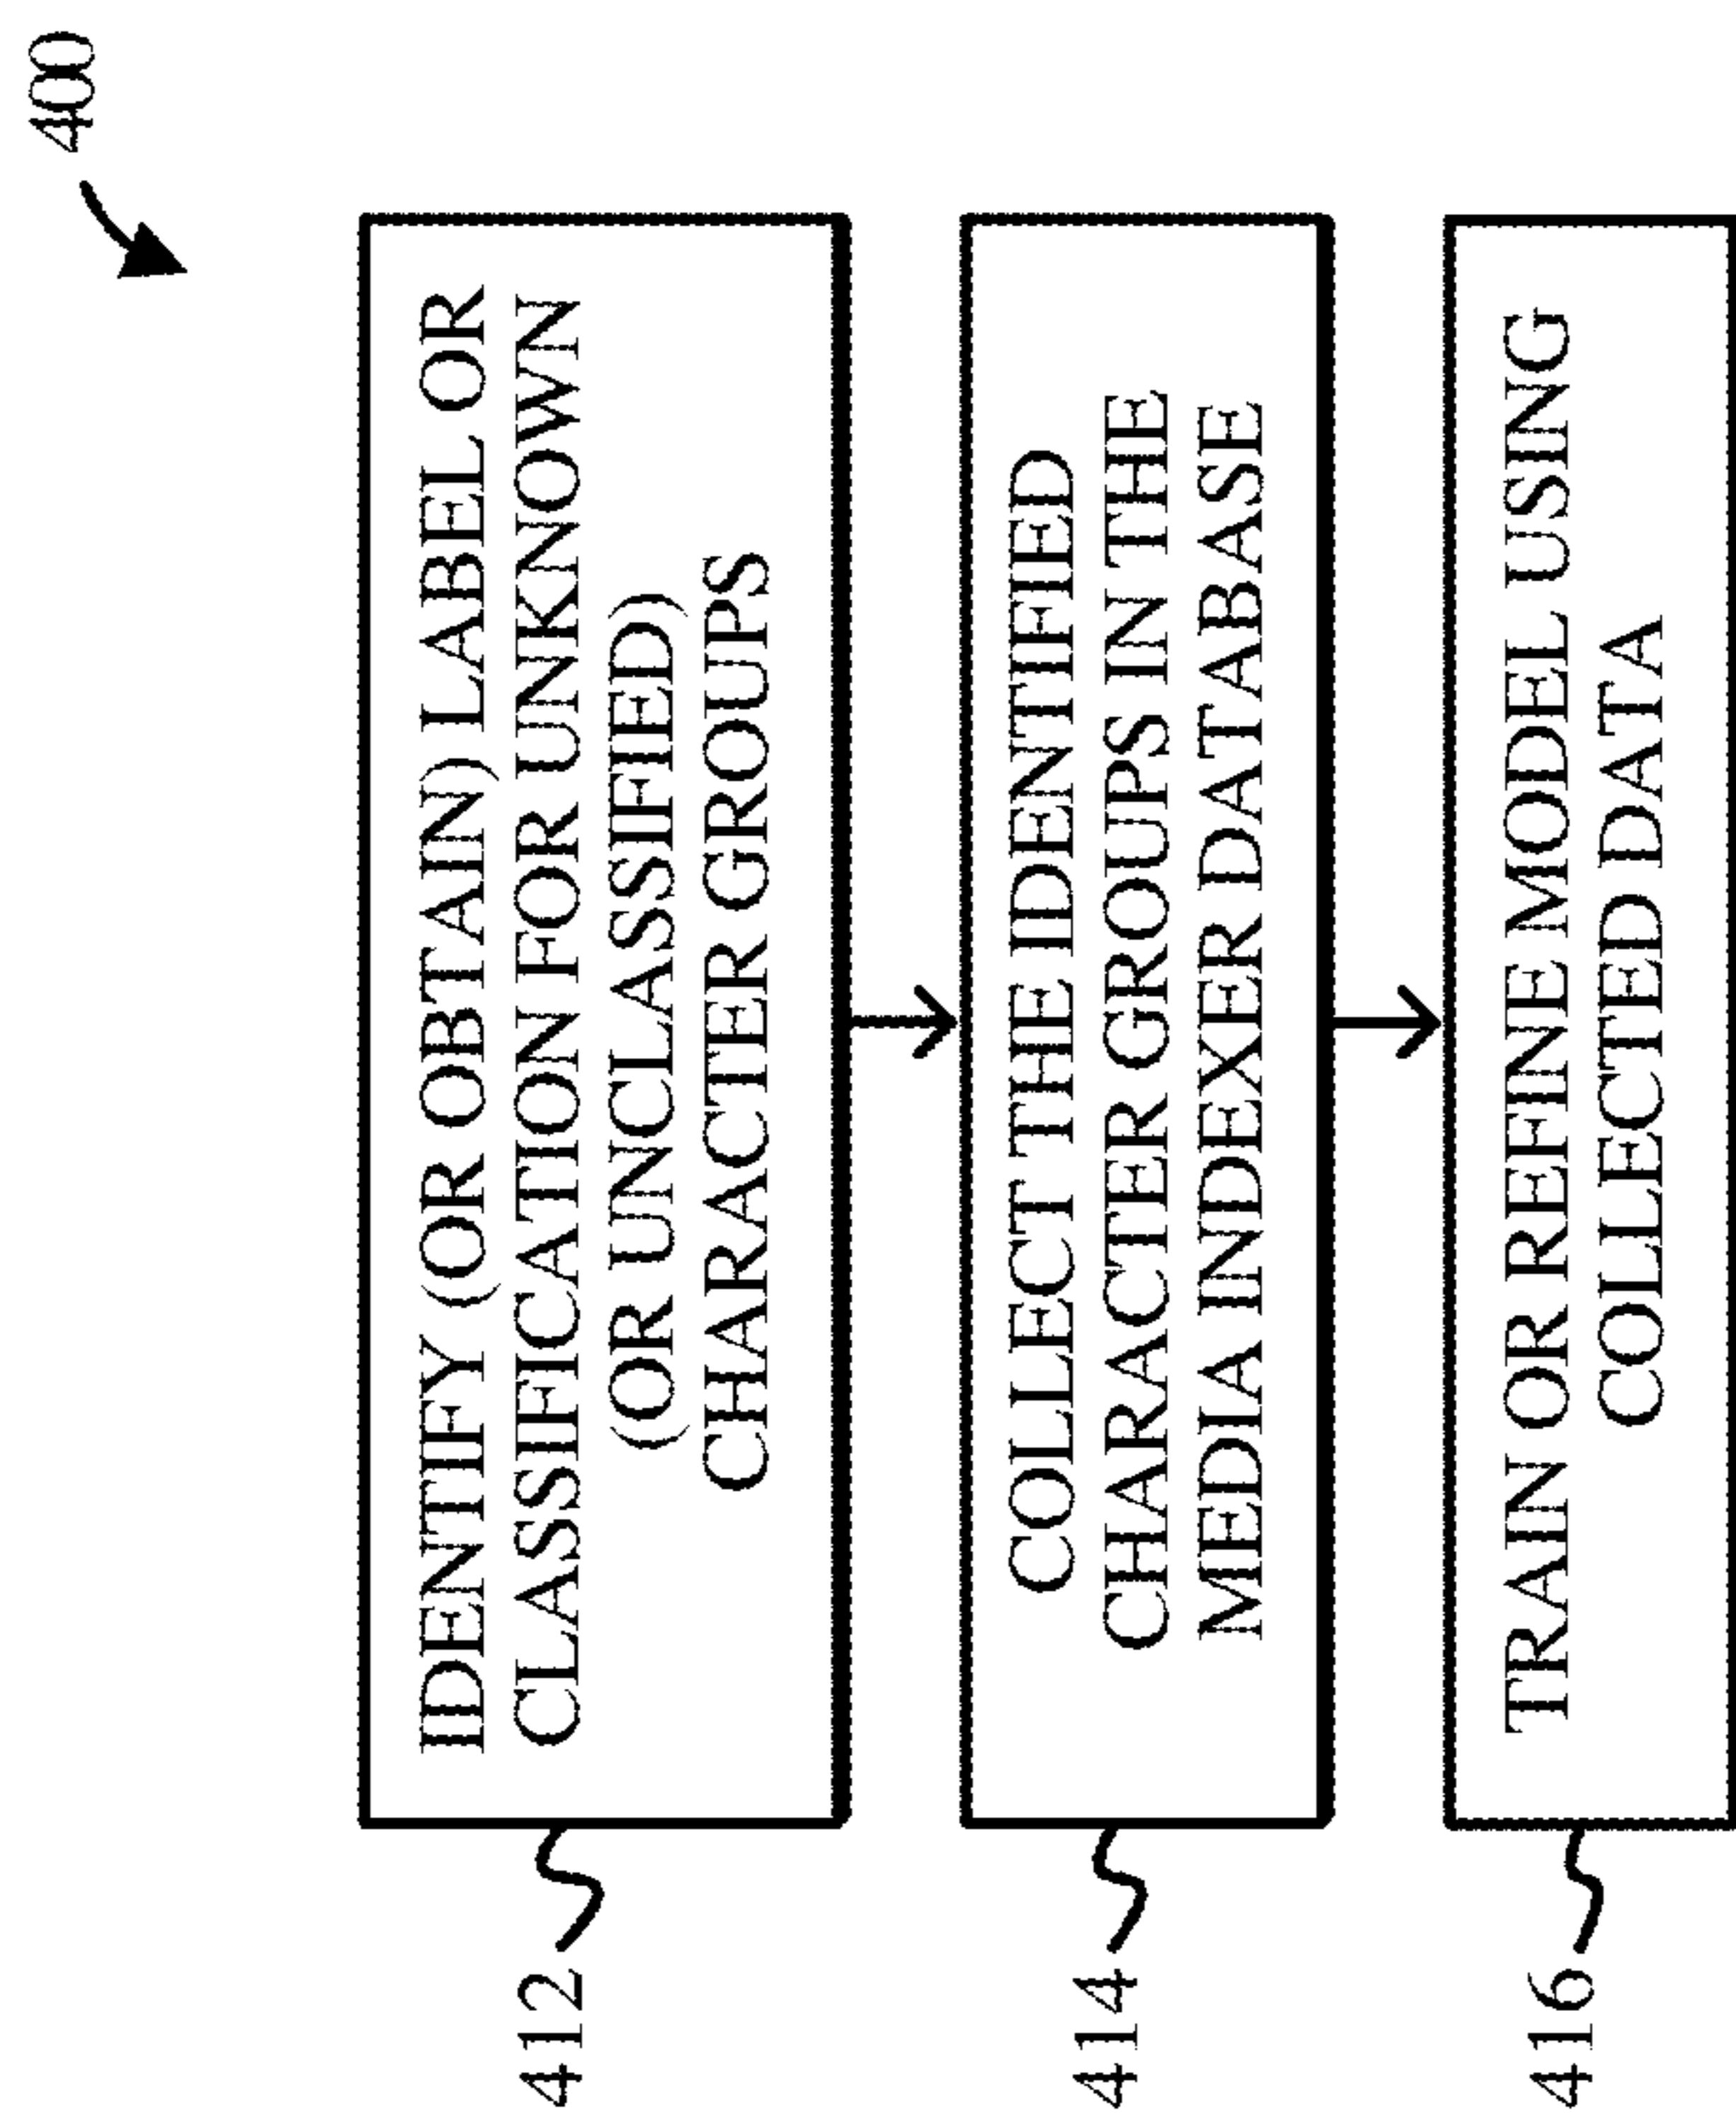 400
412
IDENTIFY (OR OBTAIN) LABEL OR
CLASSIFICATION FOR UNKNOWN
(OR UNCLASSIFIED)
CHARACTER GROUPS
414
COLLECT THE IDENTIFIED
CHARACTER GROUPS IN THE
MEDIA INDEXER DATABASE
416
TRAIN OR REFINE MODEL USING
COLLECTED DATA